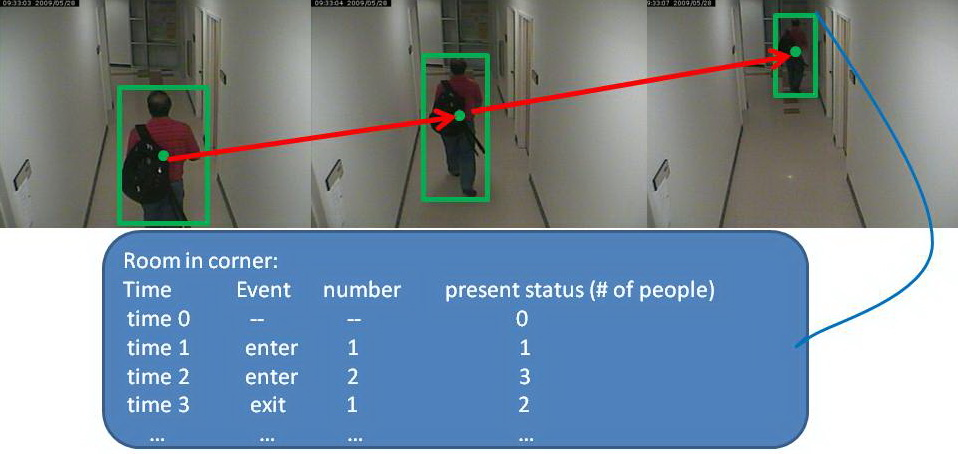 09:33:03 2009/05/28
09:33:04 2009/05/28
9:33:07 2009/05/28
Room in corner:
Time Event number present status (# of people)
time 0 -- -- 0
time 1 enter 1 1
time 2 enter 2 3
time 3 exit 1 2
... ... ... ...